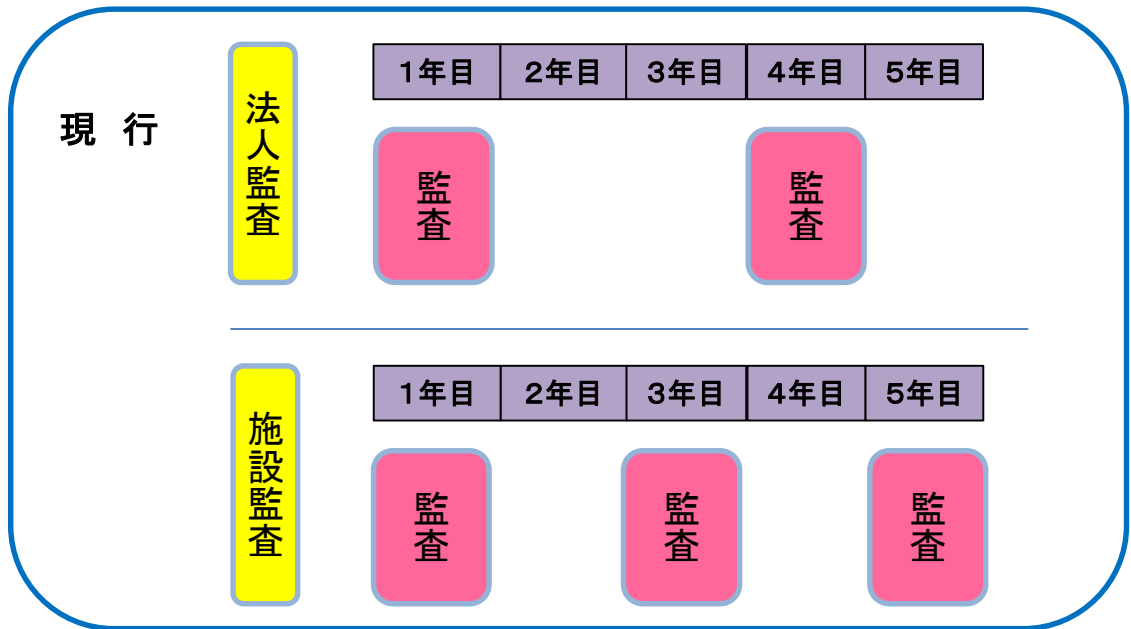 現 行
法人監査
1年目 2年目 3年目 4年目 5年目
監査 監査
施設監査
1年目 2年目 3年目 4年目 5年目
監査 監査 監査